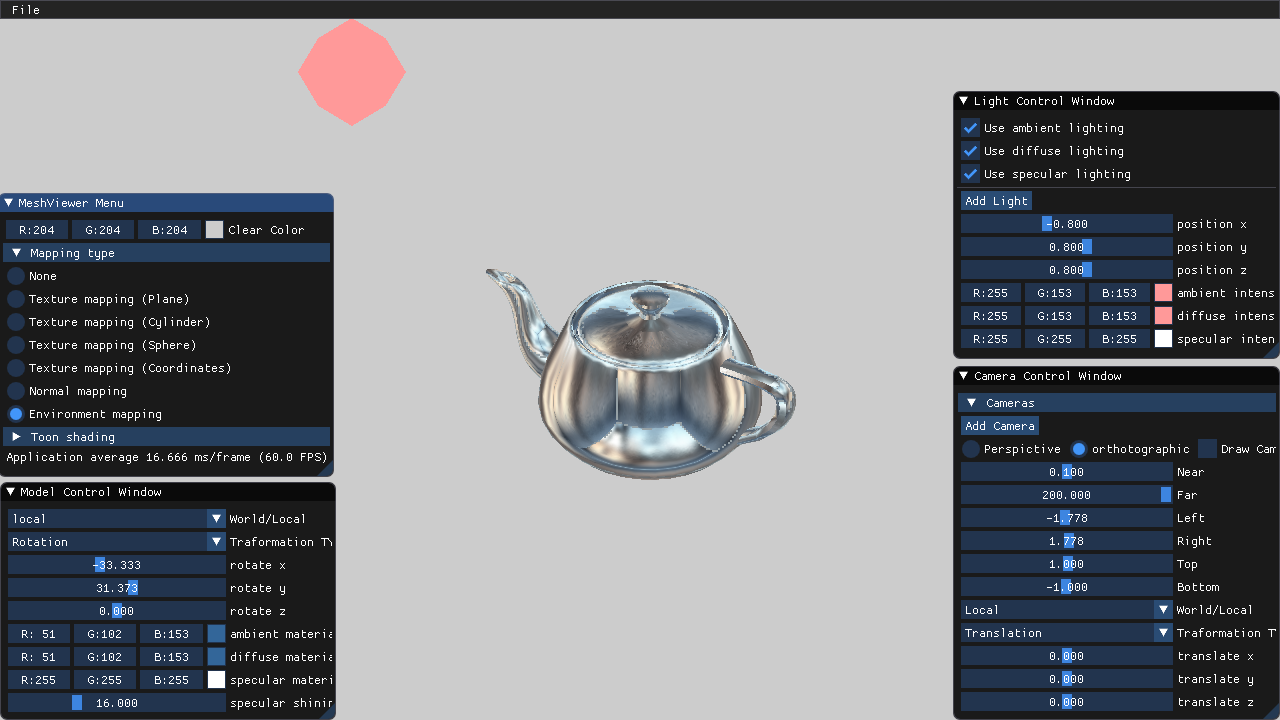 File
MeshViewer Menu
R:204 G:204 B:204 Clear Color
Mapping type
None
Texture mapping (Plane)
Texture mapping (Cylinder)
Texture mapping (Sphere)
Texture mapping (Coordinates)
Normal mapping
Environment mapping
Toon shading
Application average 16.666 ms/frame (60.0 FPS)
Model Control Window
local World/Local
Rotation Traformation Ty
-33.333 rotate x
31.373 rotate y
0.000 rotate z
R: 51 G:102 B:153 ambient materia
R: 51 G:102 B:153 diffuse materia
R:255 G:255 B:255 specular materi
16.000 specular shinin
Light Control Window
Use ambient lighting
Use diffuse lighting
Use specular lighting
Add Light
-0.800 position x
0.800 position y
0.800 position z
R:255 G:153 B:153 ambient intens
R:255 G:153 B:153 diffuse intens
R:255 G:255 B:255 specular inten
Camera Control Window
Cameras
Add Camera
Perspictive orthotographic Draw Cam
0.100 Near
200.000 Far
-1.778 Left
1.778 Right
1.000 Top
-1.000 Bottom
Local World/Local
Translation Traformation T
0.000 translate x
0.000 translate y
0.000 translate z